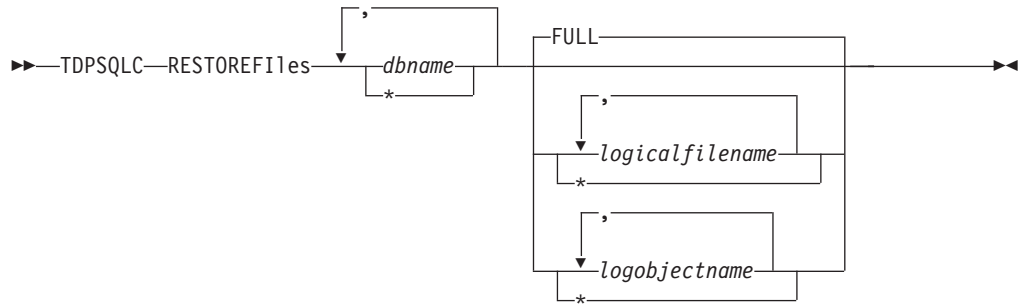 ,
FULL
TDPSQLC RESTOREFIles dbname
*
,
logicalfilename
*
,
logobjectname
*